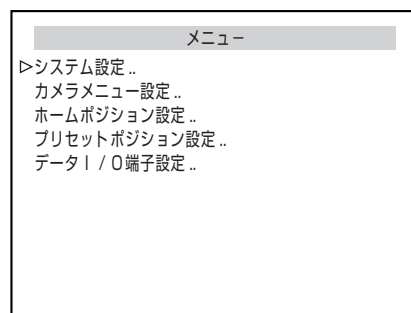 メニュー
▷システム設定 ..
カメラメニュー設定 ..
ホームポジション設定 ..
プリセットポジション設定 ..
データI / O端子設定 ..